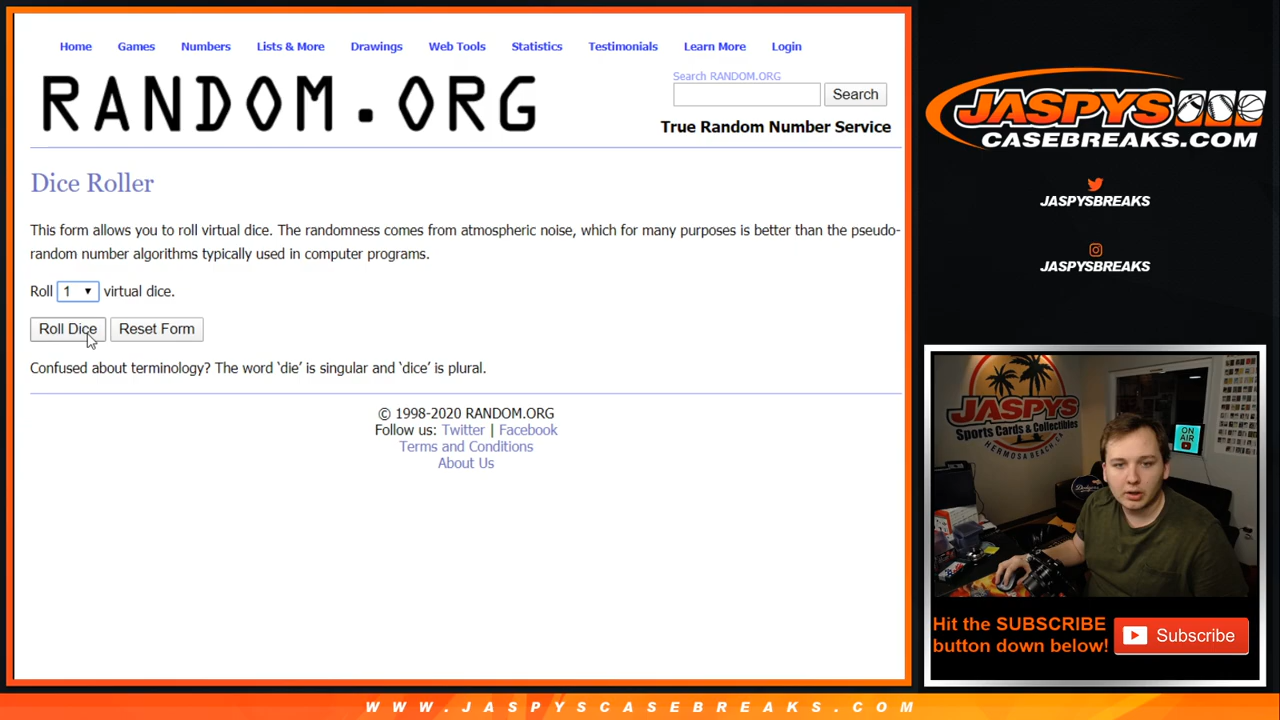 Home Games Numbers Lists & More Drawings Web Tools Statistics Testimonials Learn More Login
RANDOM.ORG
Search RANDOM.ORG
Search
True Random Number Service
Dice Roller
This form allows you to roll virtual dice. The randomness comes from atmospheric noise, which for many purposes is better than the pseudo-
random number algorithms typically used in computer programs.
Roll 1 virtual dice.
Roll Dice Reset Form
Confused about terminology? The word ‘die’ is singular and ‘dice’ is plural.
© 1998-2020 RANDOM.ORG
Follow us: Twitter | Facebook
Terms and Conditions
About Us
JASPYS
CASEBREAKS.COM
JASPYSBREAKS
JASPYSBREAKS
JASPYS
Sports Cards & Collectibles
HERMOSA BEACH, CA
ON
AIR
Dodgers
Hit the SUBSCRIBE
button down below!
Subscribe
WWW.JASPYSCASEBREAKS.COM